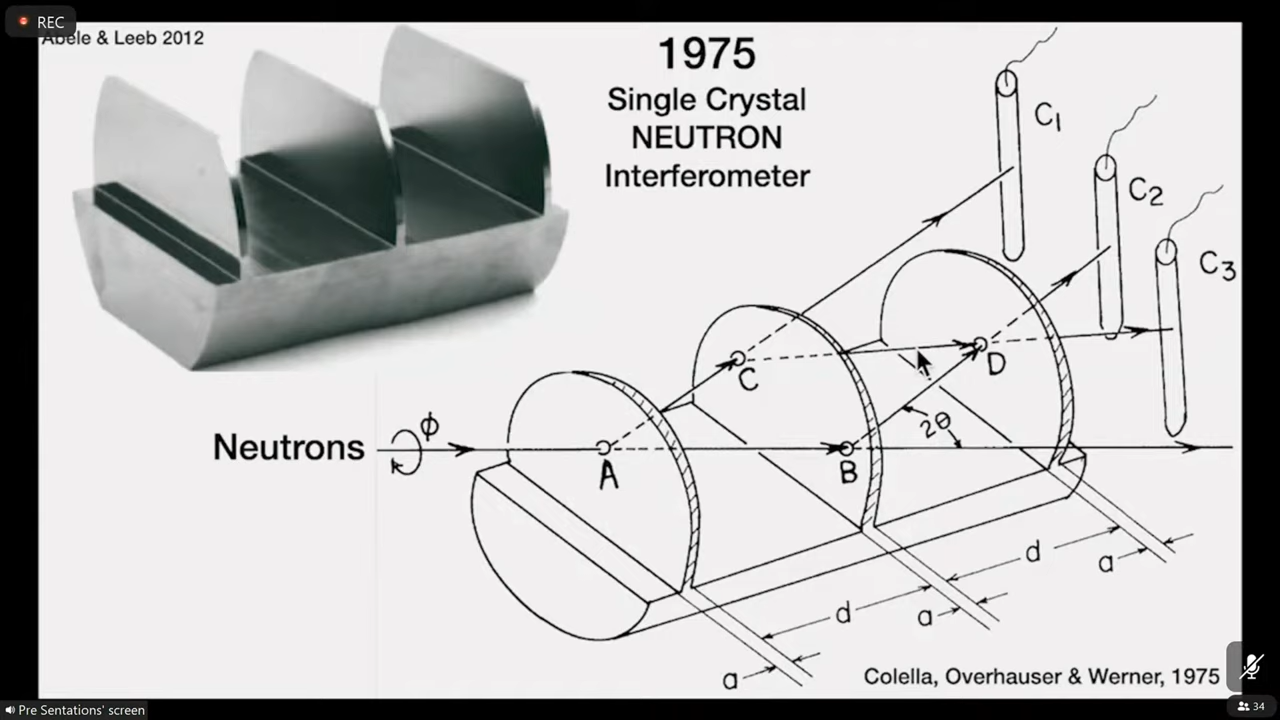 REC
Abele & Leeb 2012
1975
Single Crystal
NEUTRON
Interferometer
C1
C2
C3
C
D
2θ
Neutrons
ϕ
A
B
d
a
d
a
a
Colella, Overhauser & Werner, 1975
Pre Sentations' screen
34